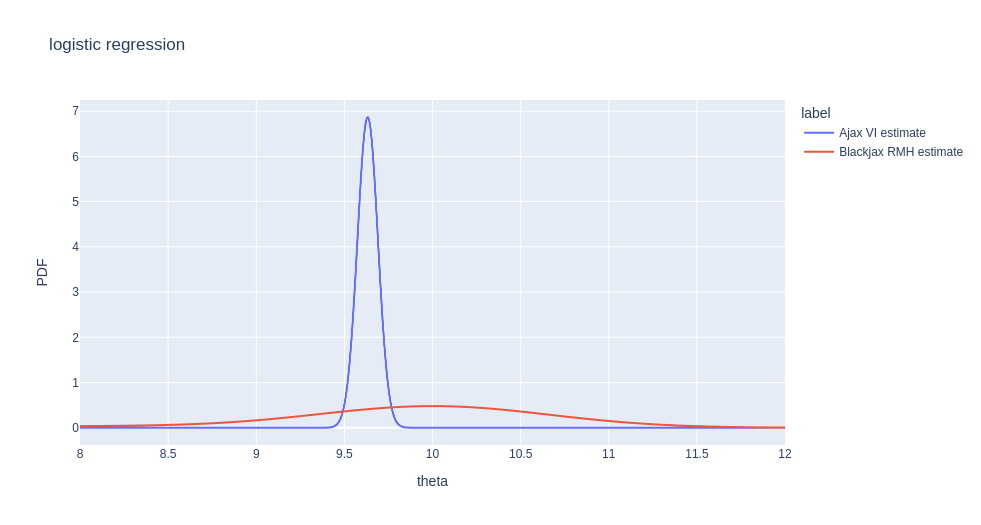 logistic regression
label
Ajax VI estimate
Blackjax RMH estimate
PDF
7
6
5
4
3
2
1
0
8
8.5
9
9.5
10
10.5
11
11.5
12
theta